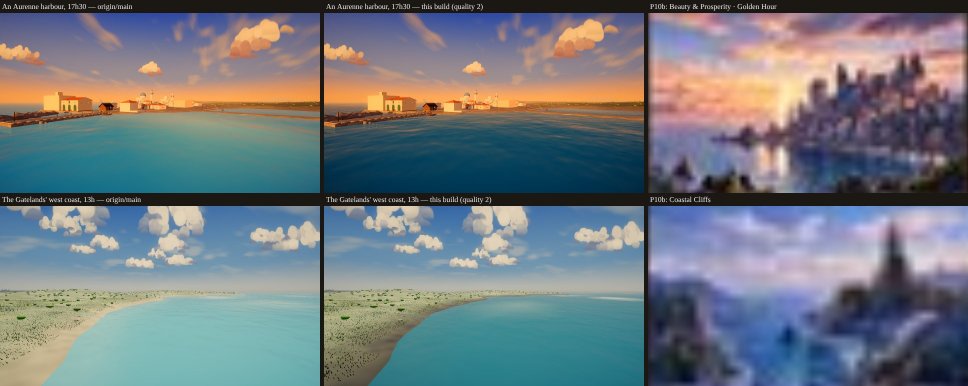 An Aurenne harbour, 17h30 — origin/main
An Aurenne harbour, 17h30 — this build (quality 2)
P10b: Beauty & Prosperity · Golden Hour
The Gatelands' west coast, 13h — origin/main
The Gatelands' west coast, 13h — this build (quality 2)
P10b: Coastal Cliffs